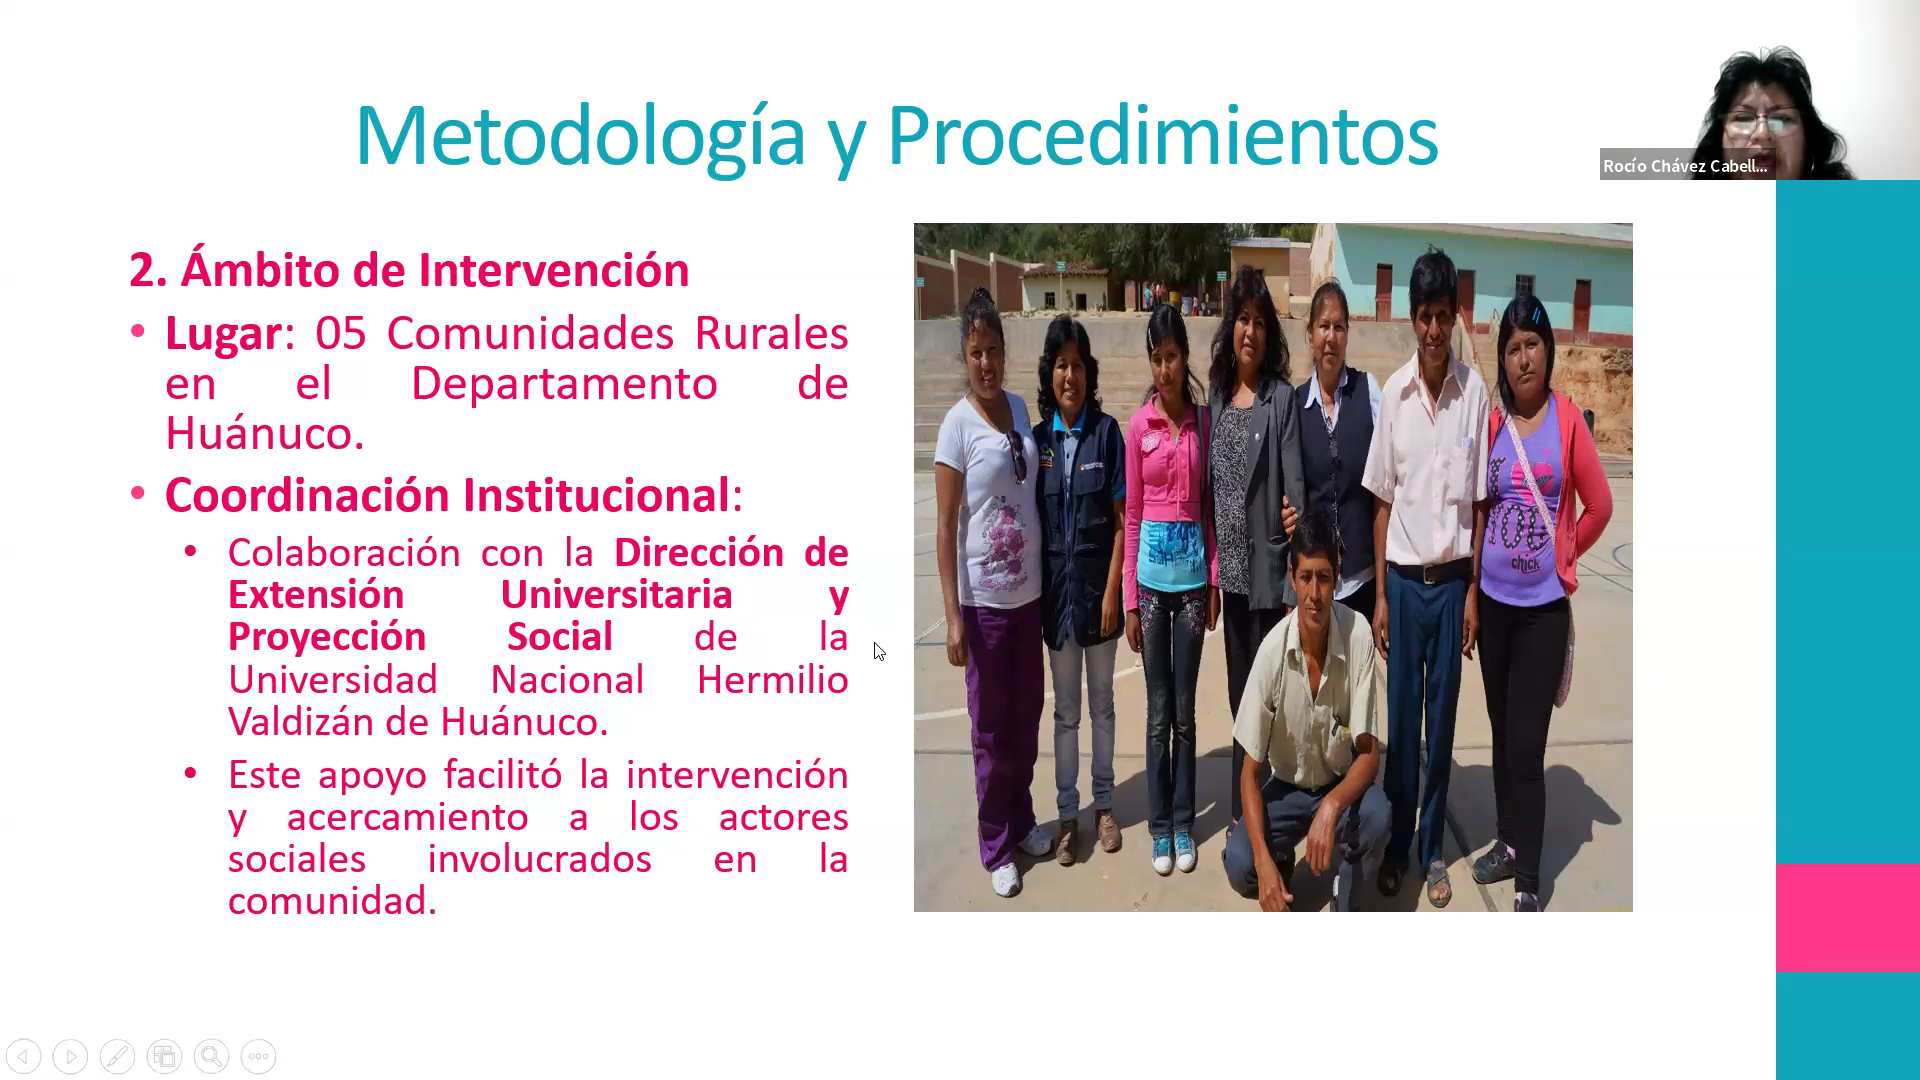 Metodología y Procedimientos
Rocío Chávez Cabell...
2. Ámbito de Intervención
• Lugar: 05 Comunidades Rurales
en el Departamento de
Huánuco.
• Coordinación Institucional:
• Colaboración con la Dirección de
Extensión Universitaria y
Proyección Social de la
Universidad Nacional Hermilio
Valdizán de Huánuco.
• Este apoyo facilitó la intervención
y acercamiento a los actores
sociales involucrados en la
comunidad.
I
YOU
chick